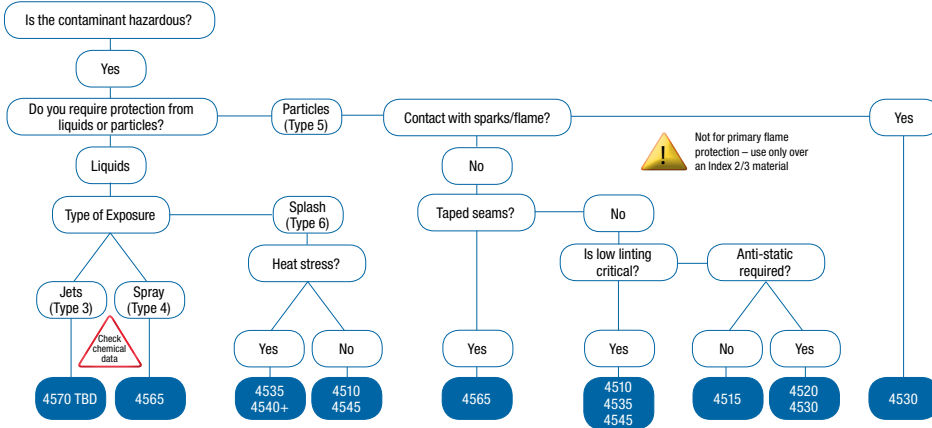 Is the contaminant hazardous?
Yes
Do you require protection from
liquids or particles?
Particles
(Type 5)
Contact with sparks/flame?
Yes
!
Not for primary flame
protection – use only over
an Index 2/3 material
Liquids
No
Type of Exposure
Splash
(Type 6)
Taped seams?
No
Heat stress?
Is low linting
critical?
Anti-static
required?
Jets
(Type 3)
Spray
(Type 4)
Check
chemical
data
Yes
No
Yes
Yes
No
Yes
4570 TBD
4565
4535
4540+
4510
4545
4565
4510
4535
4545
4515
4520
4530
4530